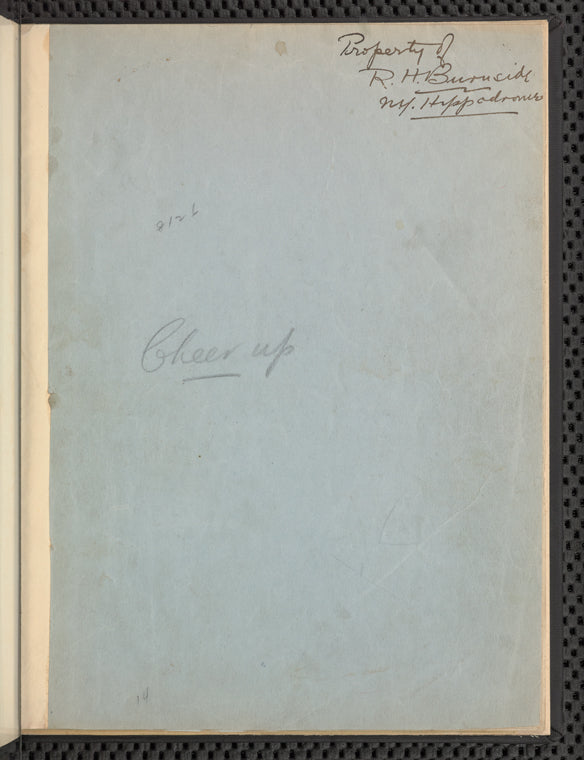 Property of
R. H. Burnside
N.Y. Hippodrome
Cheer up
14